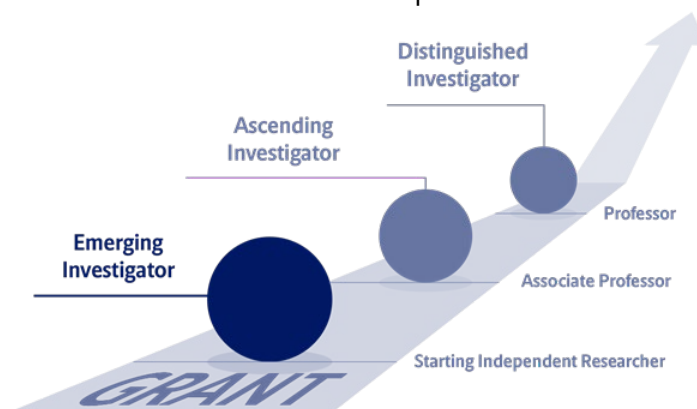 Distinguished
Investigator
Ascending
Investigator
Professor
Emerging
Investigator
Associate Professor
Starting Independent Researcher
GRANT